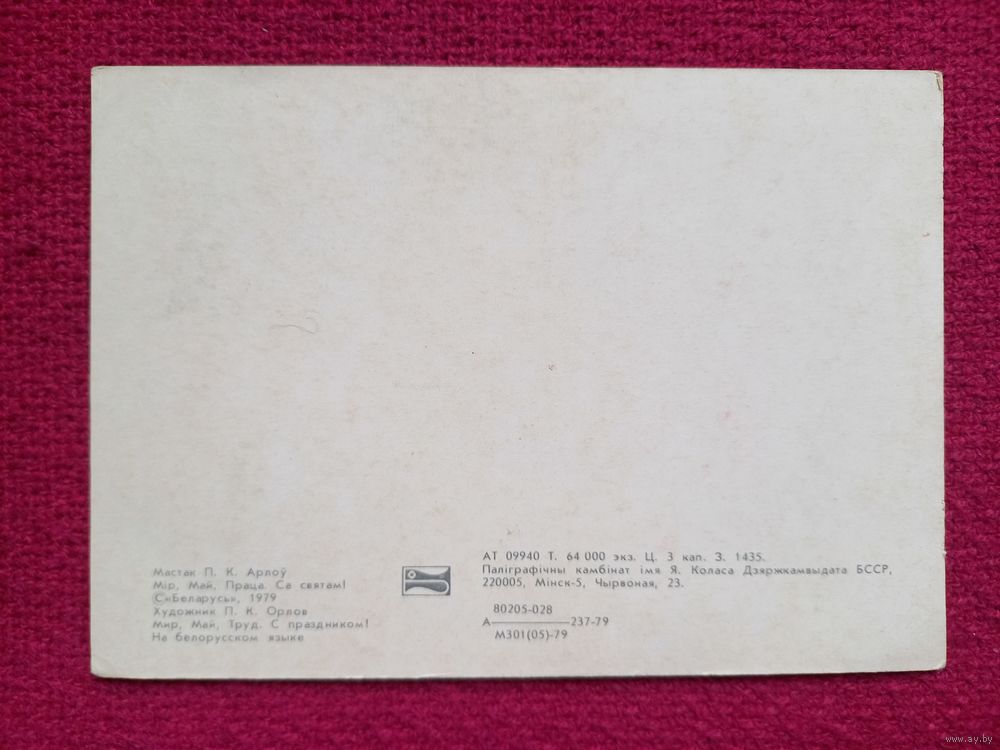 Мастак П. К. Арлоў
Мір, Май, Праца. Са святам!
©«Беларусь», 1979
Художник П. К. Орлов
Мир, Май, Труд. С праздником!
На белорусском языке
АТ 09940 Т. 64 000 экз. Ц. 3 кап. З. 1435.
Паліграфічны камбінат імя Я. Коласа Дзяржкамвыдата БССР,
220005, Мінск-5, Чырвоная, 23.
80205-028
А————237-79
М301(05)-79
www.ay.by